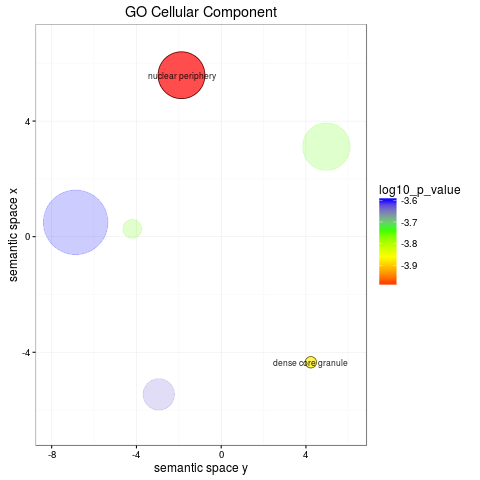 GO Cellular Component
nuclear periphery
dense core granule
4
0
-4
-8
-4
0
4
semantic space x
semantic space y
log10_p_value
-3.6
-3.7
-3.8
-3.9